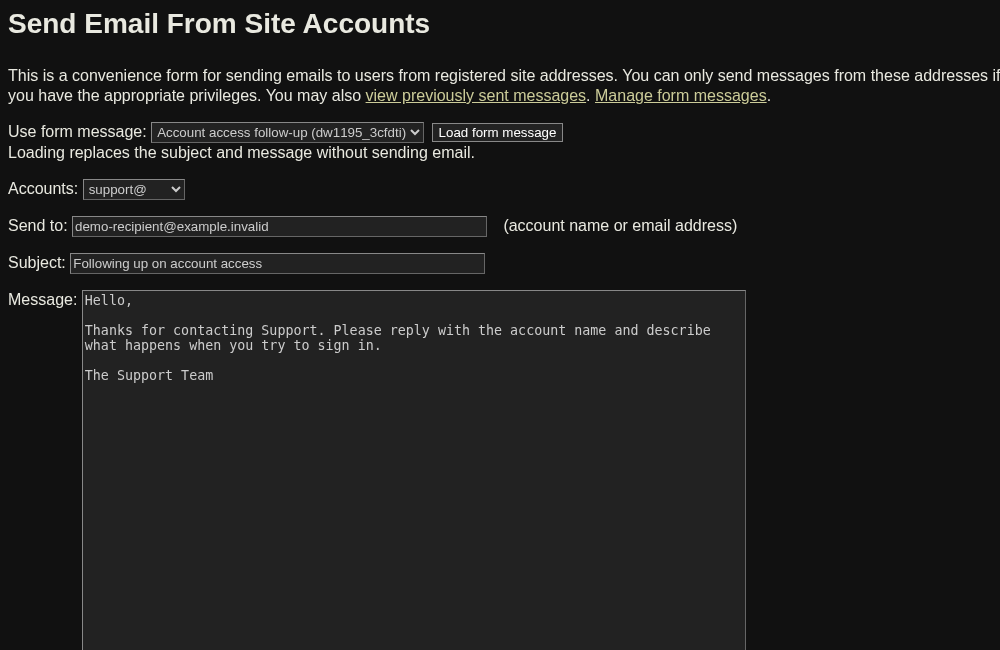 Send Email From Site Accounts
This is a convenience form for sending emails to users from registered site addresses. You can only send messages from these addresses if
you have the appropriate privileges. You may also view previously sent messages. Manage form messages.
Use form message: Account access follow-up (dw1195_3cfdti) Load form message
Loading replaces the subject and message without sending email.
Accounts: support@
Send to: demo-recipient@example.invalid (account name or email address)
Subject: Following up on account access
Message: Hello,
Thanks for contacting Support. Please reply with the account name and describe
what happens when you try to sign in.
The Support Team